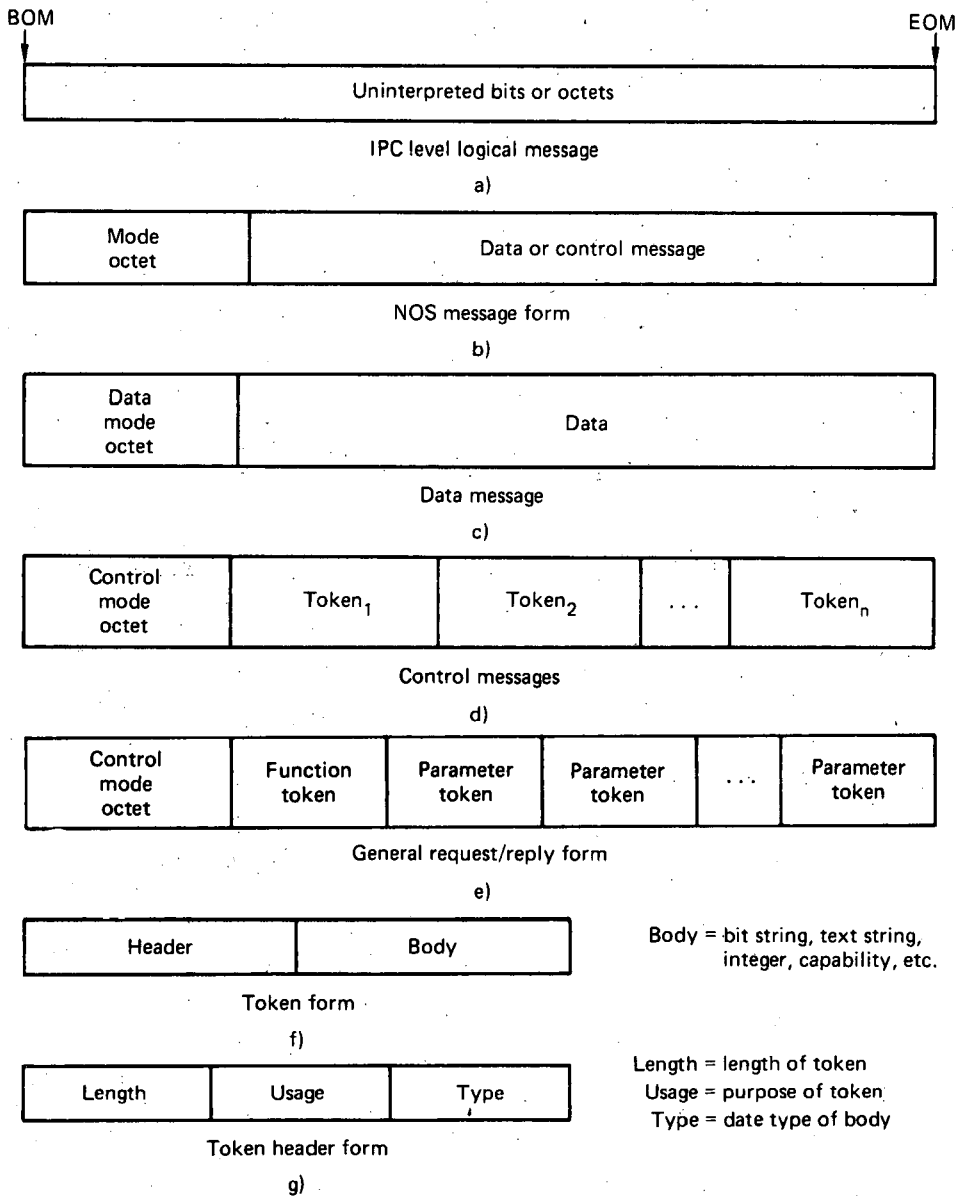 BOM
EOM
Uninterpreted bits or octets
IPC level logical message
a)
Mode
octet
Data or control message
NOS message form
b)
Data
mode
octet
Data
Data message
c)
Control
mode
octet
Token1
Token2
...
Tokenn
Control messages
d)
Control
mode
octet
Function
token
Parameter
token
Parameter
token
...
Parameter
token
General request/reply form
e)
Header
Body
Body = bit string, text string,
integer, capability, etc.
Token form
f)
Length
Usage
Type
Length = length of token
Usage = purpose of token
Type = date type of body
Token header form
g)